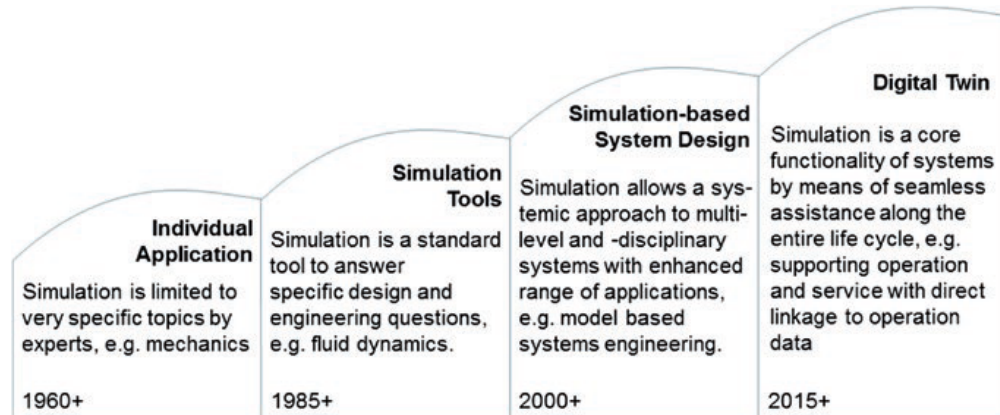 Individual
Application
Simulation is limited to
very specific topics by
experts, e.g. mechanics
1960+
Simulation
Tools
Simulation is a standard
tool to answer
specific design and
engineering questions,
e.g. fluid dynamics.
1985+
Simulation-based
System Design
Simulation allows a sys-
temic approach to multi-
level and -disciplinary
systems with enhanced
range of applications,
e.g. model based
systems engineering.
2000+
Digital Twin
Simulation is a core
functionality of systems
by means of seamless
assistance along the
entire life cycle, e.g.
supporting operation
and service with direct
linkage to operation
data
2015+